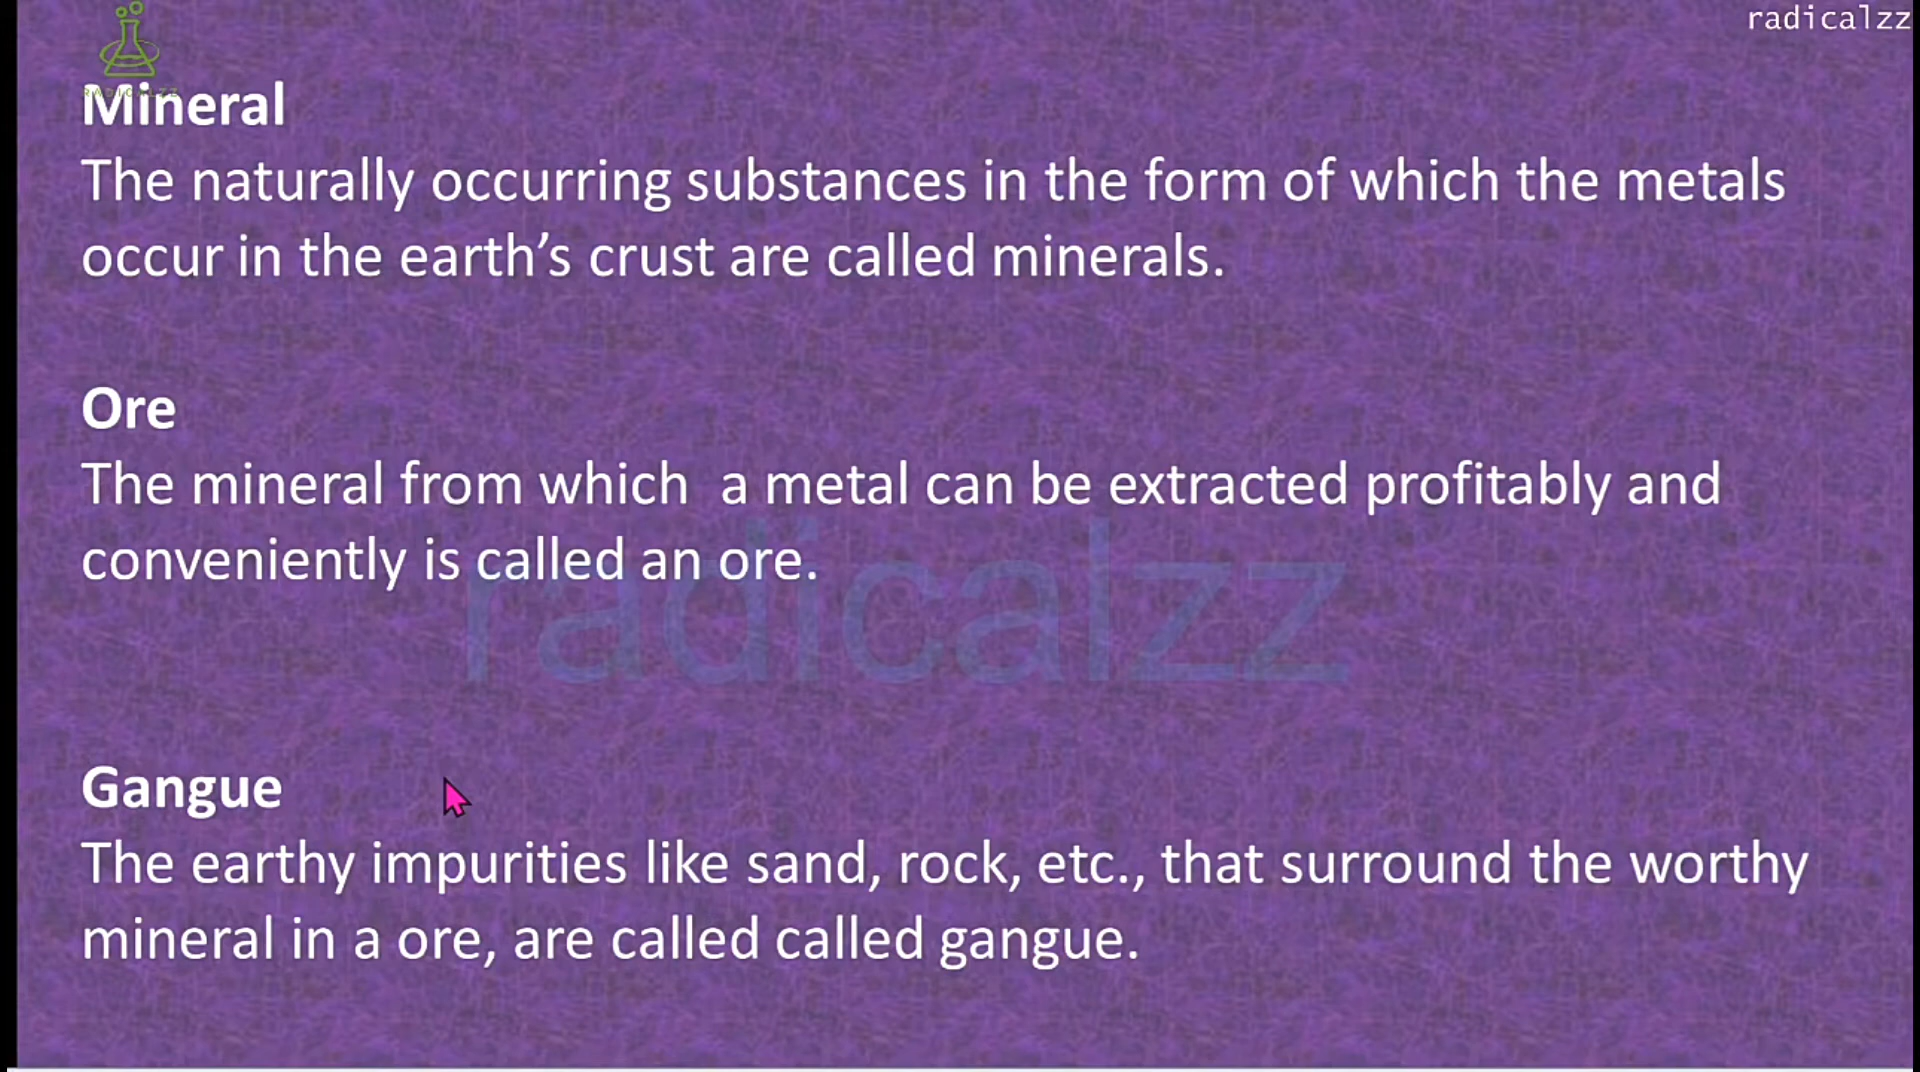 radicalzz
RADICALZZ
Mineral
The naturally occurring substances in the form of which the metals
occur in the earth’s crust are called minerals.
Ore
The mineral from which a metal can be extracted profitably and
conveniently is called an ore.
radicalzz
Gangue
The earthy impurities like sand, rock, etc., that surround the worthy
mineral in a ore, are called called gangue.